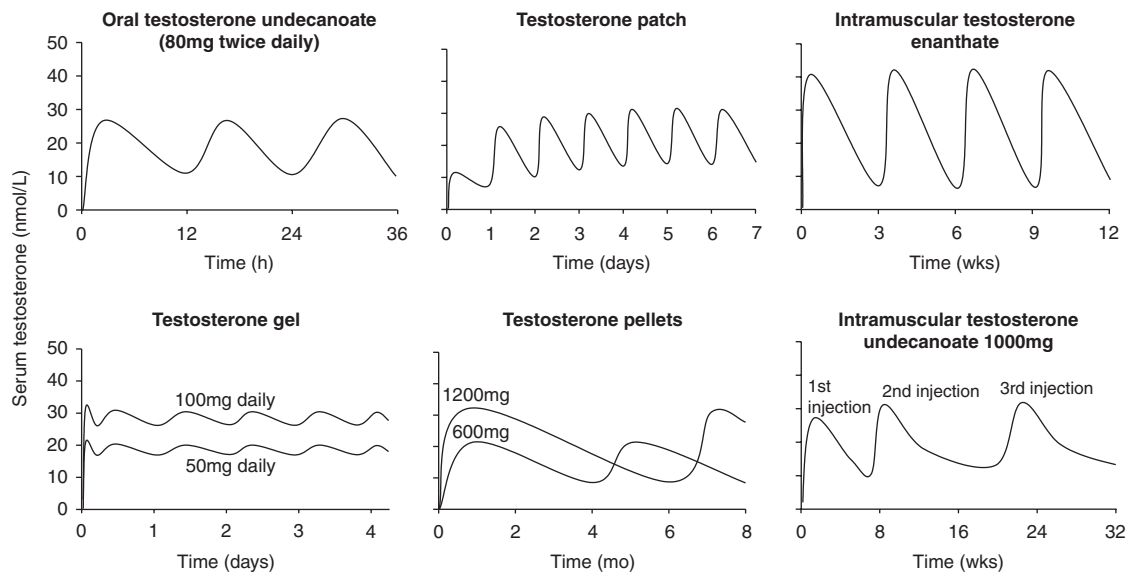 Oral testosterone undecanoate
(80mg twice daily)
Testosterone patch
Intramuscular testosterone
enanthate
Serum testosterone (nmol/L)
50
40
30
20
10
0
0 12 24 36
Time (h)
0 1 2 3 4 5 6 7
Time (days)
0 3 6 9 12
Time (wks)
Testosterone gel
Testosterone pellets
Intramuscular testosterone
undecanoate 1000mg
50
40
30
20
10
0
100mg daily
50mg daily
0 1 2 3 4
Time (days)
1200mg
600mg
0 2 4 6 8
Time (mo)
1st
injection
2nd injection
3rd injection
0 8 16 24 32
Time (wks)